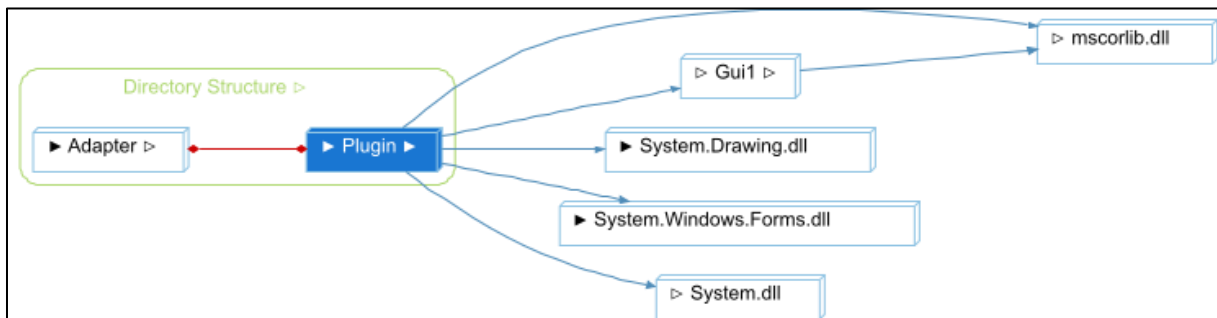 ▷ mscorlib.dll
▷ Gui1 ▷
Directory Structure ▷
► Adapter ▷
► Plugin ►
► System.Drawing.dll
► System.Windows.Forms.dll
▷ System.dll